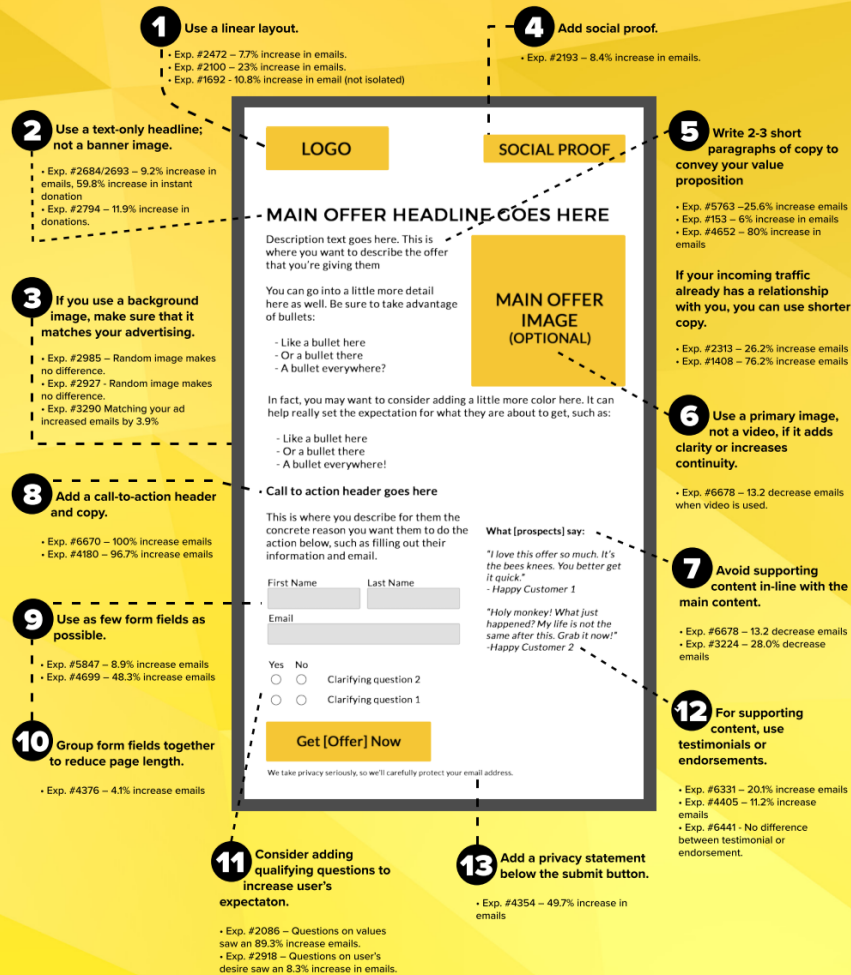 1 Use a linear layout.
• Exp. #2472 – 7.7% increase in emails.
• Exp. #2100 – 23% increase in emails.
• Exp. #1692 - 10.8% increase in email (not isolated)
4 Add social proof.
• Exp. #2193 – 8.4% increase in emails.
2 Use a text-only headline;
not a banner image.
• Exp. #2684/2693 – 9.2% increase in
emails, 59.8% increase in instant
donation
• Exp. #2794 – 11.9% increase in
donations.
3 If you use a background
image, make sure that it
matches your advertising.
• Exp. #2985 – Random image makes
no difference.
• Exp. #2927 - Random image makes
no difference.
• Exp. #3290 Matching your ad
increased emails by 3.9%
8 Add a call-to-action header
and copy.
• Exp. #6670 – 100% increase emails
• Exp. #4180 – 96.7% increase emails
9 Use as few form fields as
possible.
• Exp. #5847 – 8.9% increase emails
• Exp. #4699 – 48.3% increase emails
10 Group form fields together
to reduce page length.
• Exp. #4376 – 4.1% increase emails
LOGO
SOCIAL PROOF
MAIN OFFER HEADLINE GOES HERE
Description text goes here. This is
where you want to describe the offer
that you're giving them
You can go into a little more detail
here as well. Be sure to take advantage
of bullets:
- Like a bullet here
- Or a bullet there
- A bullet everywhere?
MAIN OFFER
IMAGE
(OPTIONAL)
In fact, you may want to consider adding a little more color here. It can
help really set the expectation for what they are about to get, such as:
- Like a bullet here
- Or a bullet there
- A bullet everywhere!
Call to action header goes here
This is where you describe for them the
concrete reason you want them to do the
action below, such as filling out their
information and email.
First Name Last Name
Email
Yes No
Clarifying question 2
Clarifying question 1
Get [Offer] Now
We take privacy seriously, so we'll carefully protect your email address.
What [prospects] say:
"I love this offer so much. It's
the bees knees. You better get
it quick."
- Happy Customer 1
"Holy monkey! What just
happened? My life is not the
same after this. Grab it now!"
-Happy Customer 2
5 Write 2-3 short
paragraphs of copy to
convey your value
proposition
• Exp. #5763 –25.6% increase emails
• Exp. #153 – 6% increase in emails
• Exp. #4652 – 80% increase in
emails
If your incoming traffic
already has a relationship
with you, you can use shorter
copy.
• Exp. #2313 – 26.2% increase emails
• Exp. #1408 – 76.2% increase emails
6 Use a primary image,
not a video, if it adds
clarity or increases
continuity.
• Exp. #6678 – 13.2 decrease emails
when video is used.
7 Avoid supporting
content in-line with the
main content.
• Exp. #6678 – 13.2 decrease emails
• Exp. #3224 – 28.0% decrease
emails
12 For supporting
content, use
testimonials or
endorsements.
• Exp. #6331 – 20.1% increase emails
• Exp. #4405 – 11.2% increase
emails
• Exp. #6441 - No difference
between testimonial or
endorsement.
11 Consider adding
qualifying questions to
increase user's
expectaton.
• Exp. #2086 – Questions on values
saw an 89.3% increase emails.
• Exp. #2918 – Questions on user's
desire saw an 8.3% increase in emails.
13 Add a privacy statement
below the submit button.
• Exp. #4354 – 49.7% increase in
emails